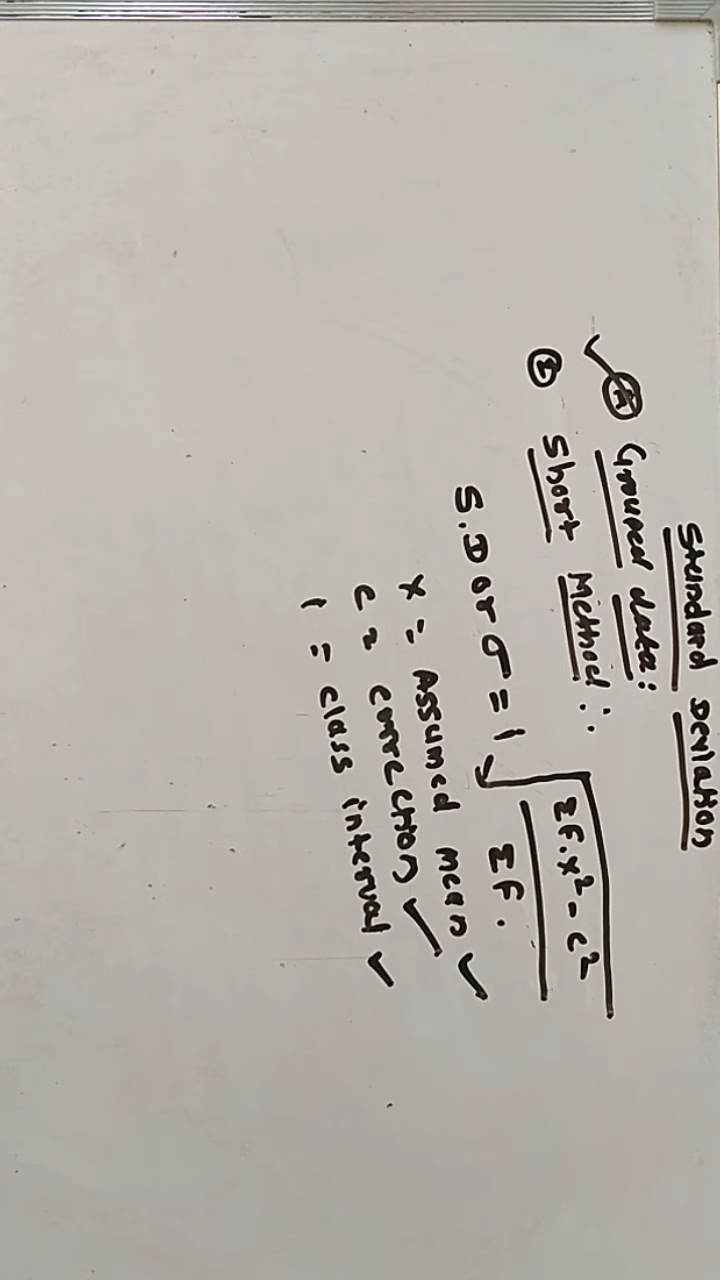 Standard Deviation
(A) Grouped data:
(b) Short Method:.
S.D or σ = i √ΣF.x² - c²
ΣF.
x = Assumed mean ✓
c = correction ✓
i = class interval ✓